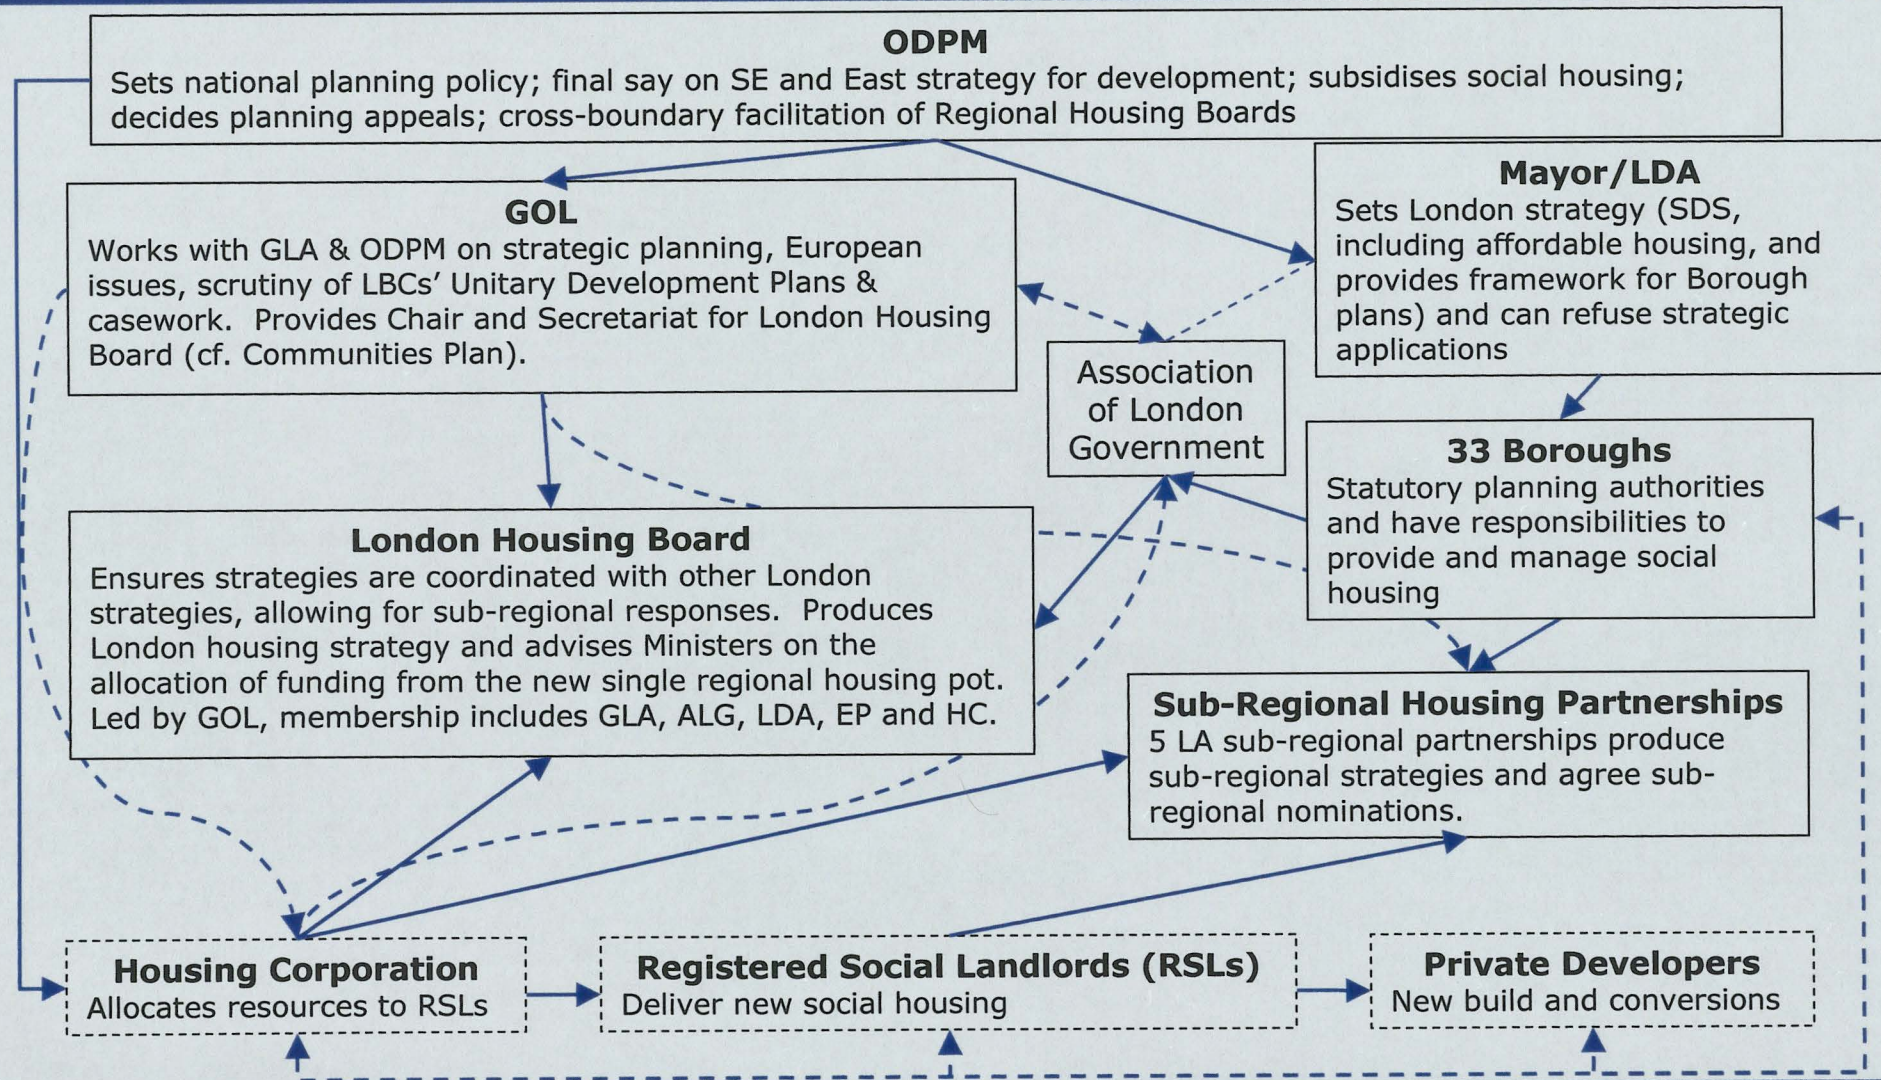 ODPM
Sets national planning policy; final say on SE and East strategy for development; subsidises social housing;
decides planning appeals; cross-boundary facilitation of Regional Housing Boards
GOL
Works with GLA & ODPM on strategic planning, European
issues, scrutiny of LBCs’ Unitary Development Plans &
casework.  Provides Chair and Secretariat for London Housing
Board (cf. Communities Plan).
Mayor/LDA
Sets London strategy (SDS,
including affordable housing, and
provides framework for Borough
plans) and can refuse strategic
applications
Association
of London
Government
33 Boroughs
Statutory planning authorities
and have responsibilities to
provide and manage social
housing
London Housing Board
Ensures strategies are coordinated with other London
strategies, allowing for sub-regional responses.  Produces
London housing strategy and advises Ministers on the
allocation of funding from the new single regional housing pot.
Led by GOL, membership includes GLA, ALG, LDA, EP and HC.
Sub-Regional Housing Partnerships
5 LA sub-regional partnerships produce
sub-regional strategies and agree sub-
regional nominations.
Housing Corporation
Allocates resources to RSLs
Registered Social Landlords (RSLs)
Deliver new social housing
Private Developers
New build and conversions